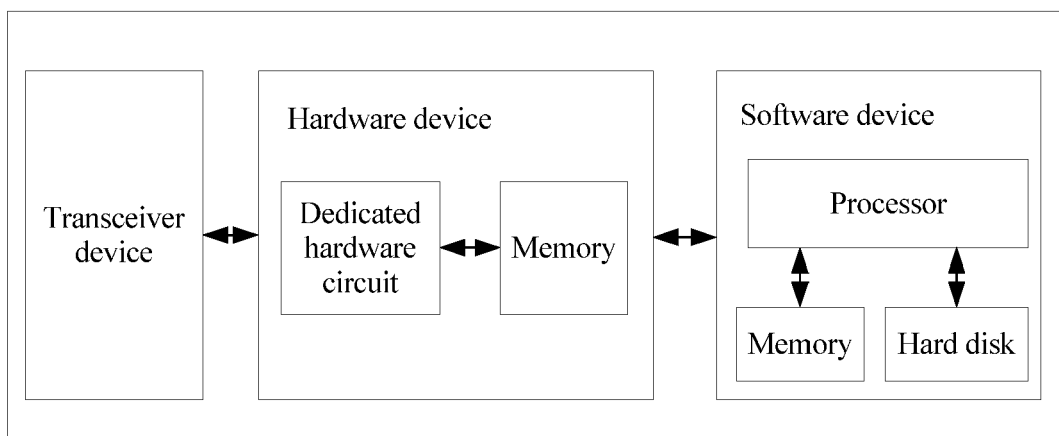 Transceiver
device
Hardware device
Dedicated
hardware
circuit
Memory
Software device
Processor
Memory
Hard disk